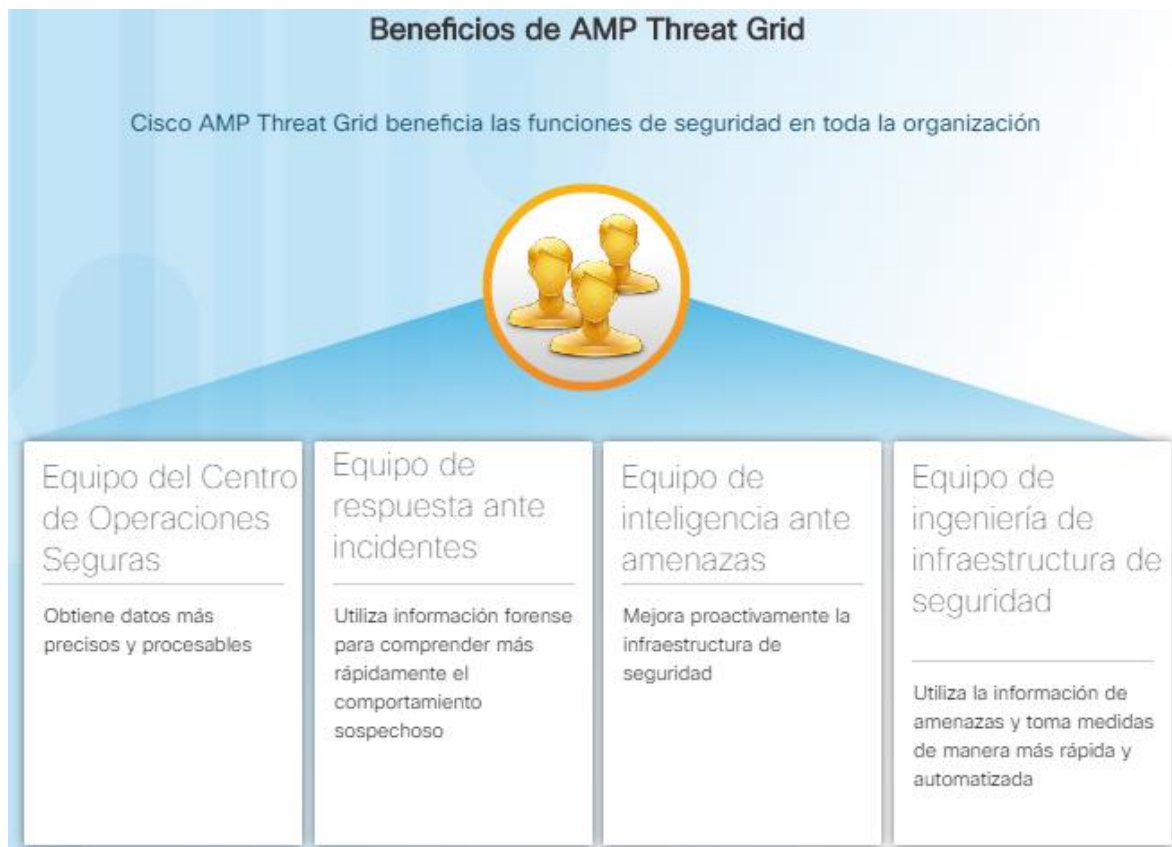 Beneficios de AMP Threat Grid
Cisco AMP Threat Grid beneficia las funciones de seguridad en toda la organización
Equipo del Centro
de Operaciones
Seguras
Obtiene datos más
precisos y procesables
Equipo de
respuesta ante
incidentes
Utiliza información forense
para comprender más
rápidamente el
comportamiento
sospechoso
Equipo de
inteligencia ante
amenazas
Mejora proactivamente la
infraestructura de
seguridad
Equipo de
ingeniería de
infraestructura de
seguridad
Utiliza la información de
amenazas y toma medidas
de manera más rápida y
automatizada